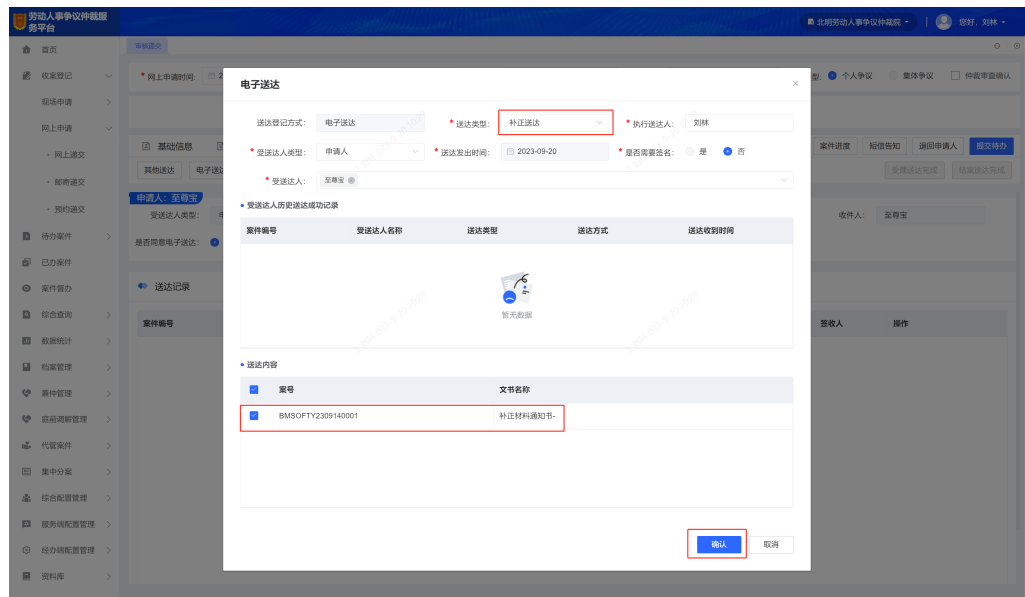 劳动人事争议仲裁服务平台
北明劳动人事争议仲裁院
您好，刘林
首页
审核递交
收案登记
* 网上申请时间: 2
型: 个人争议 集体争议 仲裁审查确认
现场申请
网上申请
网上递交
邮寄递交
预约递交
待办案件
已办案件
案件督办
综合查询
数据统计
档案管理
案件管理
庭前调解管理
代管案件
集中分案
综合配置管理
服务端配置管理
经办端配置管理
资料库
基础信息
案件进度 短信告知 退回申请人 提交待办
其他送达 电子送达
受理送达完成 结案送达完成
申请人：至尊宝
受送达人类型: 申
收件人: 至尊宝
是否同意电子送达:
送达记录
案件编号
签收人 操作
电子送达
送达登记方式: 电子送达
* 送达类型: 补正送达
* 执行送达人: 刘林
* 受送达人类型: 申请人
* 送达发出时间: 2023-09-20
* 是否需要签名: 是 否
* 受送达人: 至尊宝
受送达人历史送达成功记录
案件编号 受送达人名称 送达类型 送达方式 送达收到时间
暂无数据
送达内容
案号 文书名称
BMSOFTY2309140001 补正材料通知书-
确认 取消